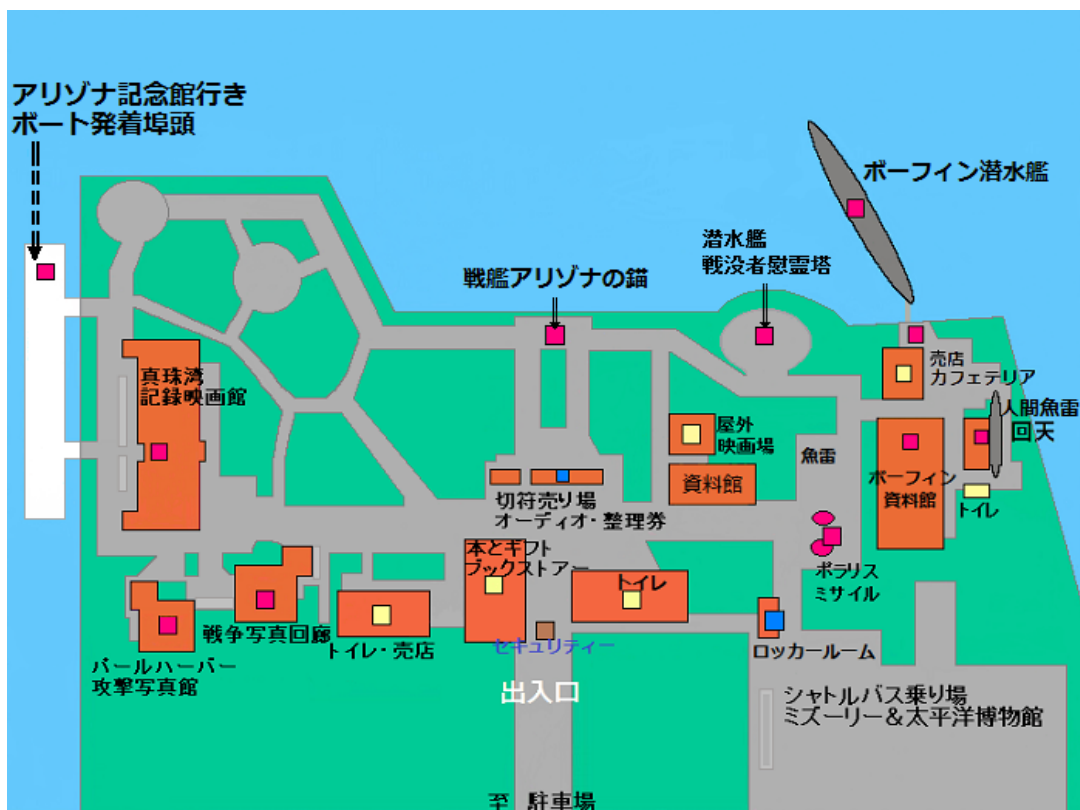 アリゾナ記念館行き
ボート発着埠頭
ボーフィン潜水艦
潜水艦
戦没者慰霊塔
戦艦アリゾナの錨
売店
カフェテリア
真珠湾
記録映画館
人間魚雷
回天
屋外
映画場
魚雷
資料館
ボーフィン
資料館
トイレ
切符売り場
オーディオ・整理券
本とギフト
ブックストアー
トイレ
ポラリス
ミサイル
戦争写真回廊
トイレ・売店
セキュリティー
ロッカールーム
パールハーバー
攻撃写真館
出入口
シャトルバス乗り場
ミズーリー&太平洋博物館
至 駐車場